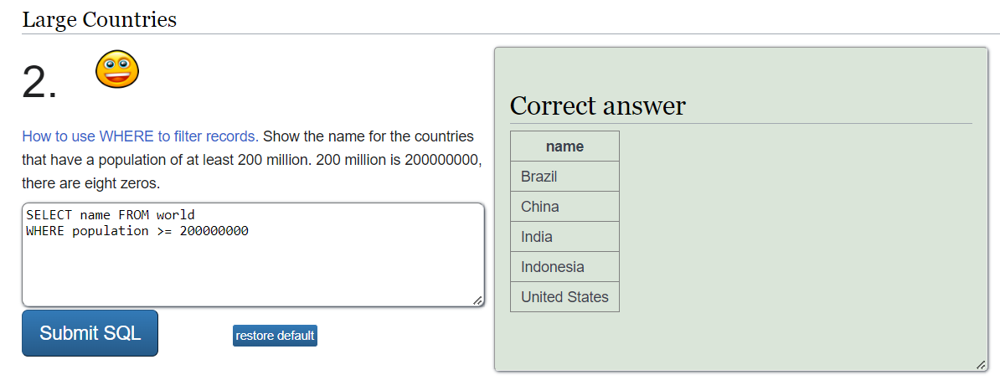 Large Countries
2.
How to use WHERE to filter records. Show the name for the countries
that have a population of at least 200 million. 200 million is 200000000,
there are eight zeros.
SELECT name FROM world
WHERE population >= 200000000
Submit SQL
restore default
Correct answer
name
Brazil
China
India
Indonesia
United States